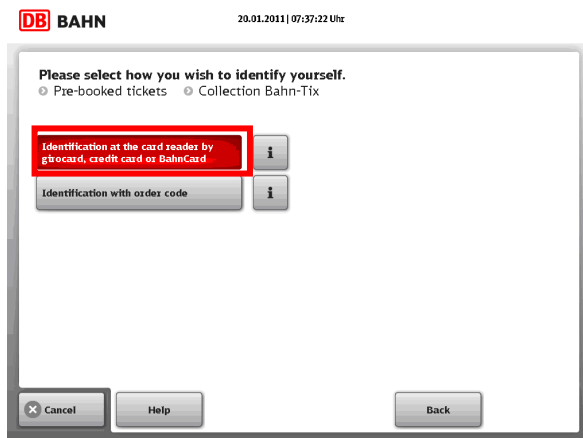 DB BAHN
20.01.2011 | 07:37:22 Uhr
Please select how you wish to identify yourself.
Pre-booked tickets Collection Bahn-Tix
Identification at the card reader by
girocard, credit card or BahnCard
i
Identification with order code
i
Cancel Help Back